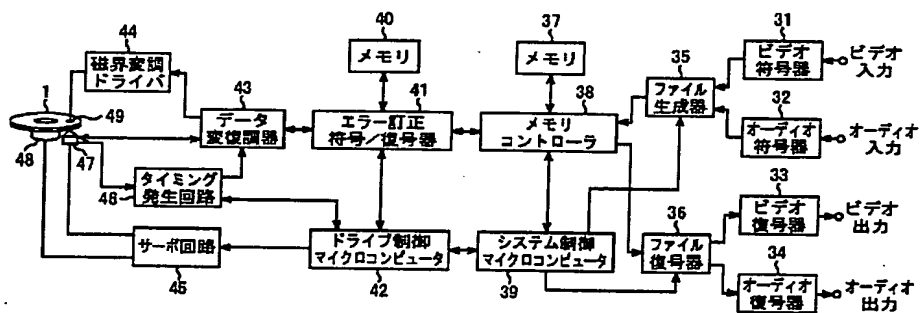 40
メモリ
37
メモリ
31
ビデオ
符号器
ビデオ
入力
44
磁界変調
ドライバ
1
49
48
47
43
データ
変復調器
41
エラー訂正
符号/復号器
38
メモリ
コントローラ
35
ファイル
生成器
32
オーディオ
符号器
オーディオ
入力
タイミング
発生回路
46
33
ビデオ
復号器
ビデオ
出力
サーボ回路
45
ドライブ制御
マイクロコンピュータ
42
システム制御
マイクロコンピュータ
39
36
ファイル
復号器
34
オーディオ
復号器
オーディオ
出力